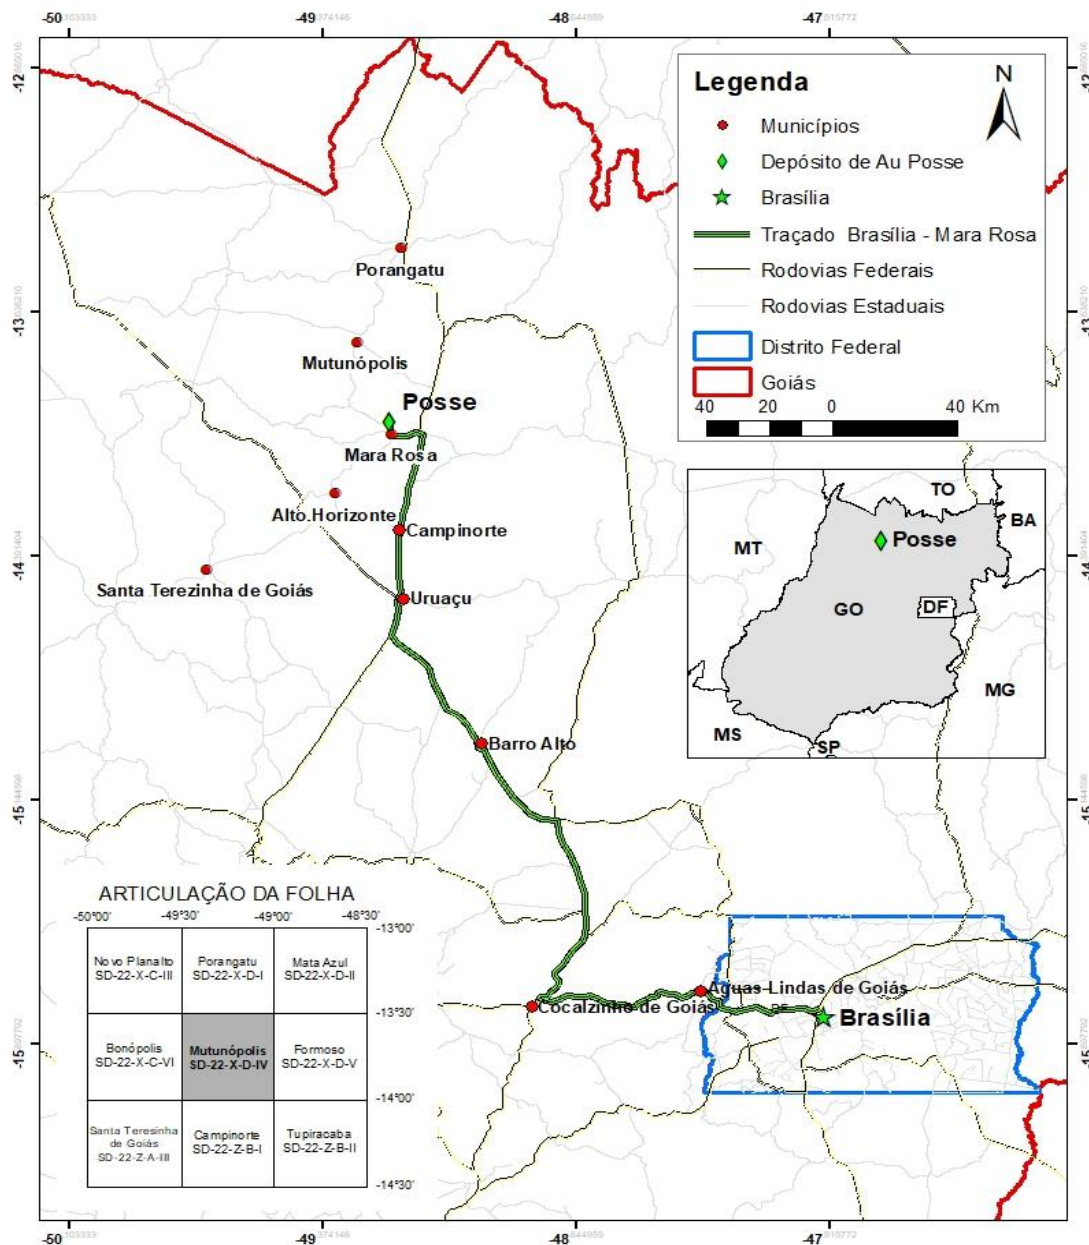 -50
-49
-48
-47
-12
Legenda
N
Municípios
Depósito de Au Posse
Brasília
Traçado Brasília - Mara Rosa
Rodovias Federais
Rodovias Estaduais
Distrito Federal
Goiás
40 20 0 40 Km
Porangatu
-13
Mutunópolis
Posse
Mara Rosa
Alto Horizonte
Campinorte
-14
Santa Terezinha de Goiás
Uruaçu
TO
BA
MT
Posse
GO
DF
MG
MS
SP
Barro Alto
-15
ARTICULAÇÃO DA FOLHA
-50°00' -49°30' -49°00' -48°30'
-13°00'
Novo Planalto
SD-22-X-C-III
Porangatu
SD-22-X-D-I
Mata Azul
SD-22-X-D-II
-13°30'
Bonópolis
SD-22-X-C-VI
Mutunópolis
SD-22-X-D-IV
Formoso
SD-22-X-D-V
-14°00'
Santa Teresinha
de Goiás
SD-22-Z-A-III
Campinorte
SD-22-Z-B-I
Tupiracaba
SD-22-Z-B-II
-14°30'
Águas Lindas de Goiás
Cocalzinho de Goiás
DF
Brasília
-15
-50
-49
-48
-47